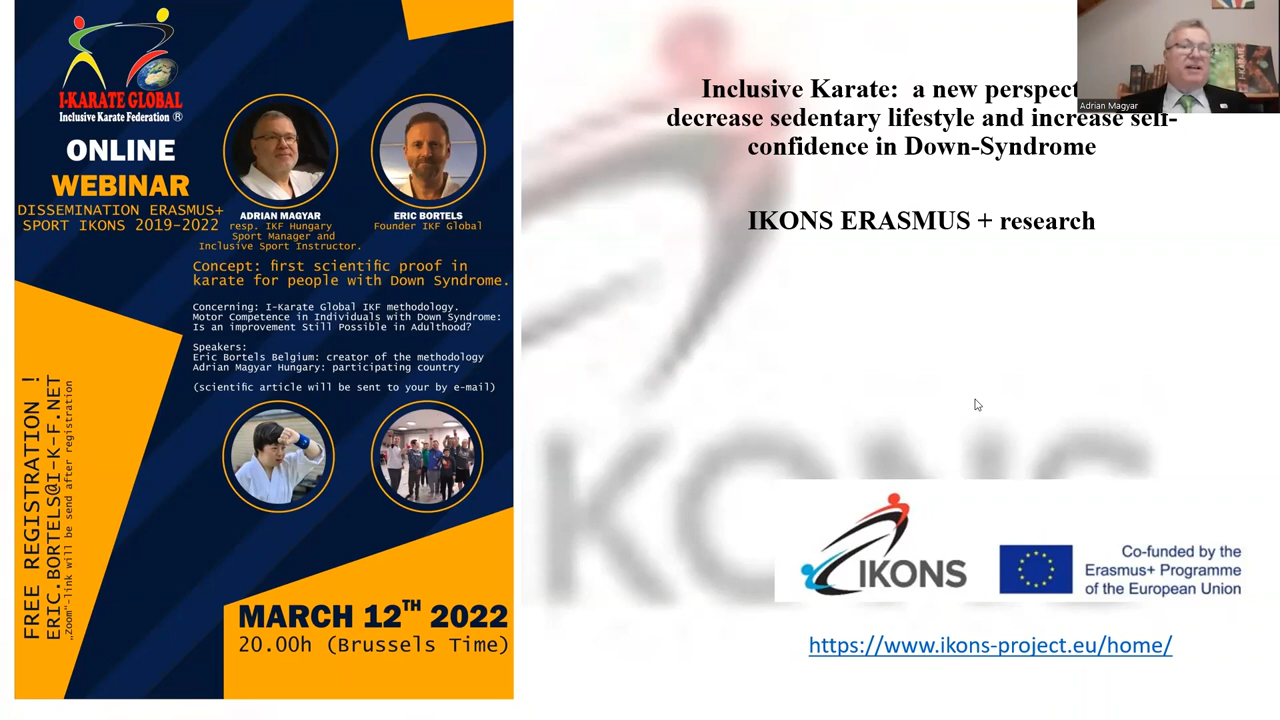 I-KARATE GLOBAL
Inclusive Karate Federation ®
ONLINE
WEBINAR
DISSEMINATION ERASMUS+
SPORT IKONS 2019-2022
ADRIAN MAGYAR
resp. IKF Hungary
Sport Manager and
Inclusive Sport Instructor.
ERIC BORTELS
Founder IKF Global
Concept: first scientific proof in
karate for people with Down Syndrome.
Concerning: I-Karate Global IKF methodology.
Motor Competence in Individuals with Down Syndrome:
Is an improvement Still Possible in Adulthood?
Speakers:
Eric Bortels Belgium: creator of the methodology
Adrian Magyar Hungary: participating country
(scientific article will be sent to your by e-mail)
FREE REGISTRATION !
ERIC.BORTELS@I-K-F.NET
„Zoom"-link will be send after registration
MARCH 12TH 2022
20.00h (Brussels Time)
Inclusive Karate: a new perspect
decrease sedentary lifestyle and increase self-
confidence in Down-Syndrome
IKONS ERASMUS + research
Adrian Magyar
IKONS
IKONS
Co-funded by the
Erasmus+ Programme
of the European Union
https://www.ikons-project.eu/home/